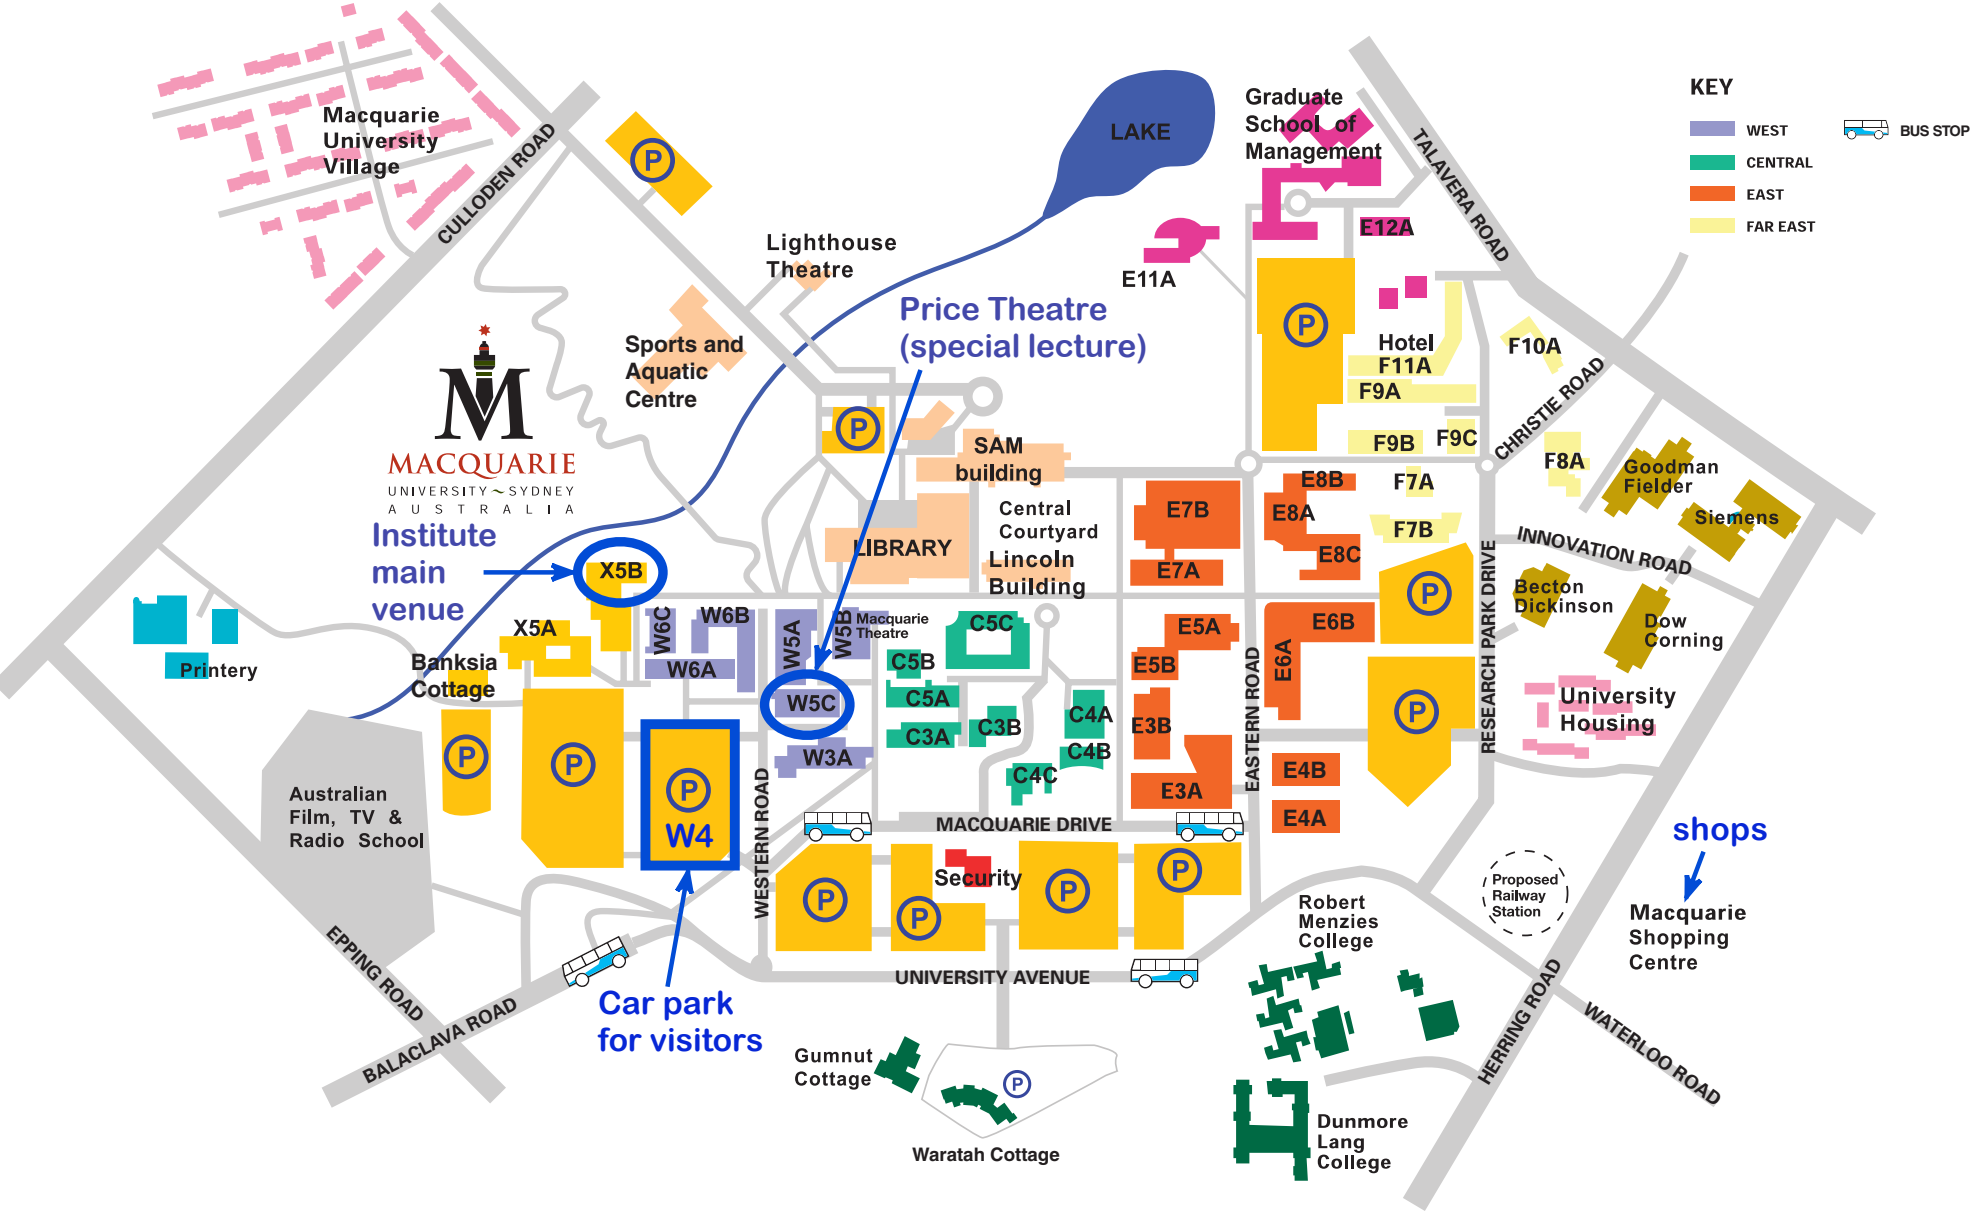 KEY
WEST
CENTRAL
EAST
FAR EAST
BUS STOP
Macquarie
University
Village
CULLODEN ROAD
P
LAKE
Graduate
School of
Management
TALAVERA ROAD
E12A
E11A
Lighthouse
Theatre
Price Theatre
(special lecture)
Sports and
Aquatic
Centre
P
Hotel
F11A
F10A
F9A
F9B
F9C
CHRISTIE ROAD
M
MACQUARIE
UNIVERSITY~SYDNEY
AUSTRALIA
P
SAM
building
E8B
F7A
F8A
Goodman
Fielder
Siemens
Central
Courtyard
E7B
E8A
F7B
E8C
INNOVATION ROAD
Institute
main
venue
X5B
LIBRARY
Lincoln
Building
E7A
P
RESEARCH PARK DRIVE
Becton
Dickinson
Dow
Corning
Printery
X5A
Banksia
Cottage
W6C
W6B
W6A
W5A
W5B
Macquarie
Theatre
C5C
C5B
C5A
E5A
E5B
E6B
E6A
EASTERN ROAD
W5C
C3B
C3A
C4A
C4B
C4C
E3B
E3A
P
University
Housing
P
P
P
W4
W3A
E4B
E4A
WESTERN ROAD
Australian
Film, TV &
Radio School
MACQUARIE DRIVE
shops
P
P
Security
P
P
Proposed
Railway
Station
Macquarie
Shopping
Centre
Robert
Menzies
College
EPPING ROAD
BALACLAVA ROAD
Car park
for visitors
UNIVERSITY AVENUE
HERRING ROAD
WATERLOO ROAD
Gumnut
Cottage
P
Waratah Cottage
Dunmore
Lang
College